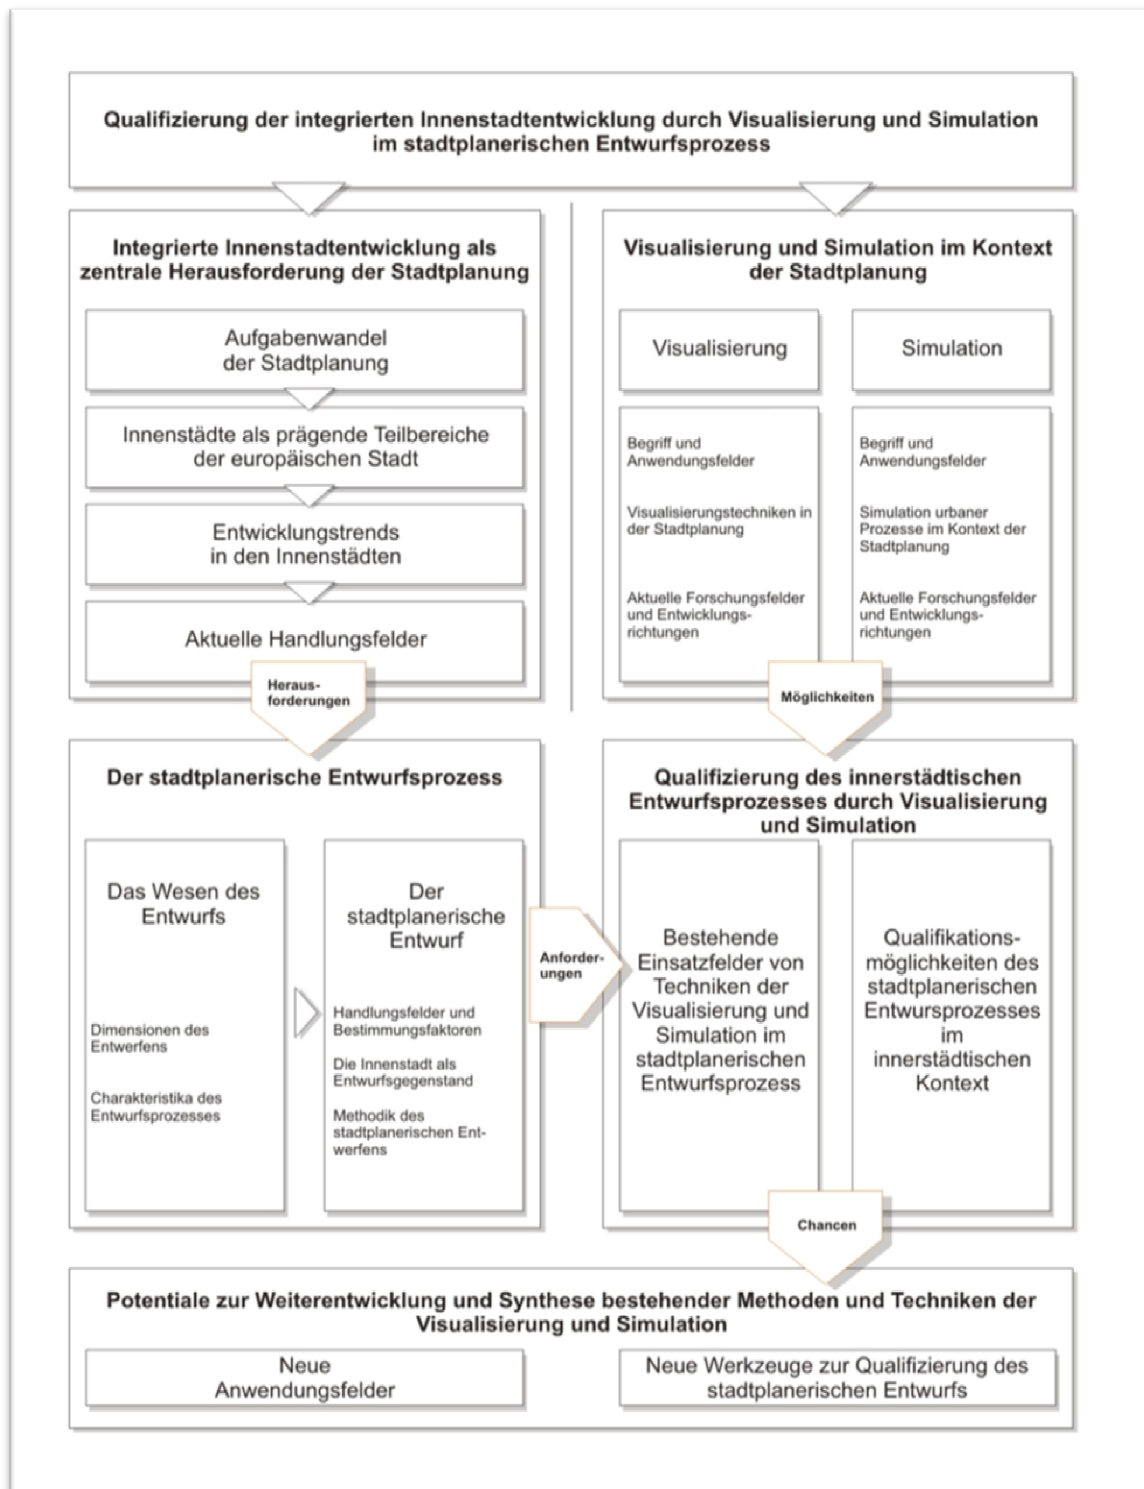 Qualifizierung der integrierten Innenstadtentwicklung durch Visualisierung und Simulation
im stadtplanerischen Entwurfsprozess
Integrierte Innenstadtentwicklung als
zentrale Herausforderung der Stadtplanung
Aufgabenwandel
der Stadtplanung
Innenstädte als prägende Teilbereiche
der europäischen Stadt
Entwicklungstrends
in den Innenstädten
Aktuelle Handlungsfelder
Heraus-
forderungen
Visualisierung und Simulation im Kontext
der Stadtplanung
Visualisierung
Begriff und
Anwendungsfelder
Visualisierungstechniken in
der Stadtplanung
Aktuelle Forschungsfelder
und Entwicklungs-
richtungen
Simulation
Begriff und
Anwendungsfelder
Simulation urbaner
Prozesse im Kontext der
Stadtplanung
Aktuelle Forschungsfelder
und Entwicklungs-
richtungen
Möglichkeiten
Der stadtplanerische Entwurfsprozess
Das Wesen des
Entwurfs
Dimensionen des
Entwerfens
Charakteristika des
Entwurfsprozesses
Der
stadtplanerische
Entwurf
Handlungsfelder und
Bestimmungsfaktoren
Die Innenstadt als
Entwurfsgegenstand
Methodik des
stadtplanerischen Ent-
werfens
Anforder-
ungen
Qualifizierung des innerstädtischen
Entwurfsprozesses durch Visualisierung
und Simulation
Bestehende
Einsatzfelder von
Techniken der
Visualisierung und
Simulation im
stadtplanerischen
Entwurfsprozess
Qualifikations-
möglichkeiten des
stadtplanerischen
Entwursprozesses
im
innerstädtischen
Kontext
Chancen
Potentiale zur Weiterentwicklung und Synthese bestehender Methoden und Techniken der
Visualisierung und Simulation
Neue
Anwendungsfelder
Neue Werkzeuge zur Qualifizierung des
stadtplanerischen Entwurfs